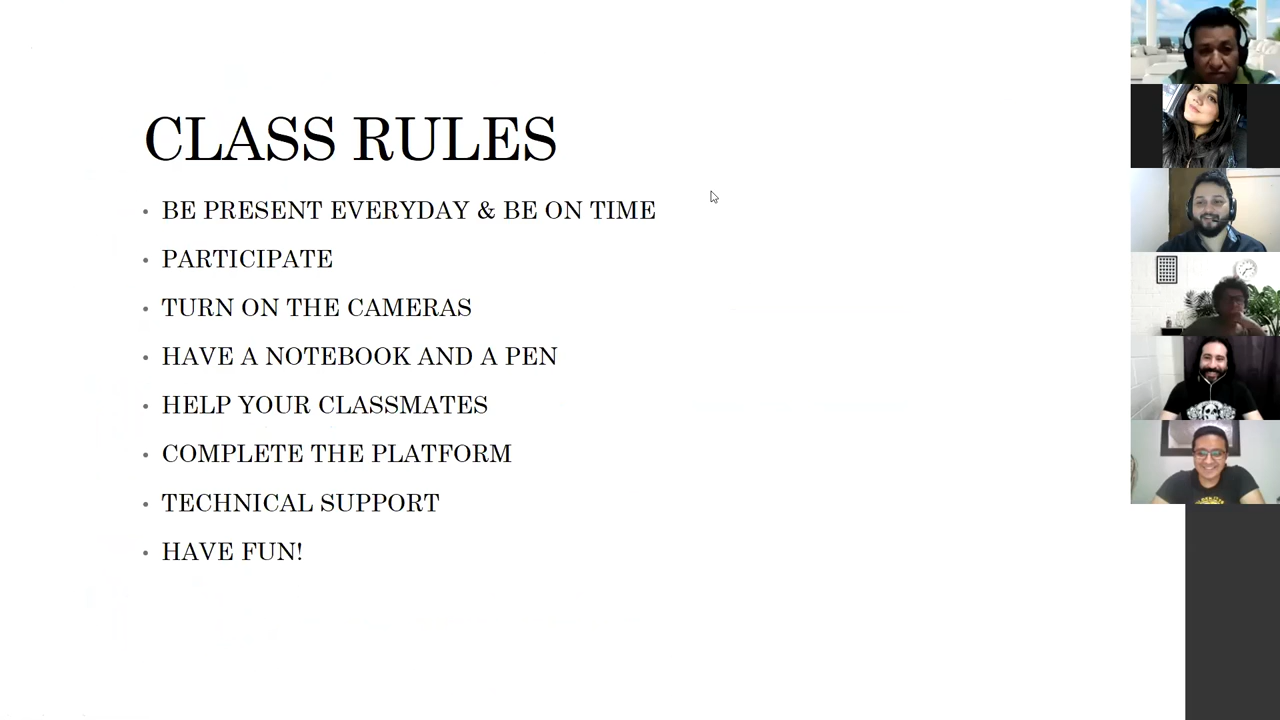 CLASS RULES
• BE PRESENT EVERYDAY & BE ON TIME
• PARTICIPATE
• TURN ON THE CAMERAS
• HAVE A NOTEBOOK AND A PEN
• HELP YOUR CLASSMATES
• COMPLETE THE PLATFORM
• TECHNICAL SUPPORT
• HAVE FUN!